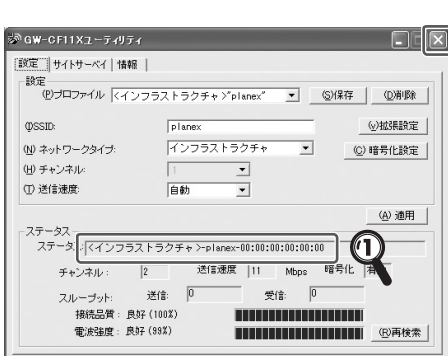 GW-CF11Xユーティリティ
設定 サイトサーベイ 情報
設定
(P)プロファイル <インフラストラクチャ>"planex" (S)保存 (D)削除
(I)SSID: planex (V)拡張設定
(N) ネットワークタイプ: インフラストラクチャ (C) 暗号化設定
(H) チャンネル: 1
(T) 送信速度: 自動
(A) 適用
ステータス
ステータス: <インフラストラクチャ>-planex-00:00:00:00:00:00 1
チャンネル: 2 送信速度 11 Mbps 暗号化
スループット: 送信: 0 受信: 0
接続品質: 良好 (100%)
電波強度: 良好 (99%) (R)再検索